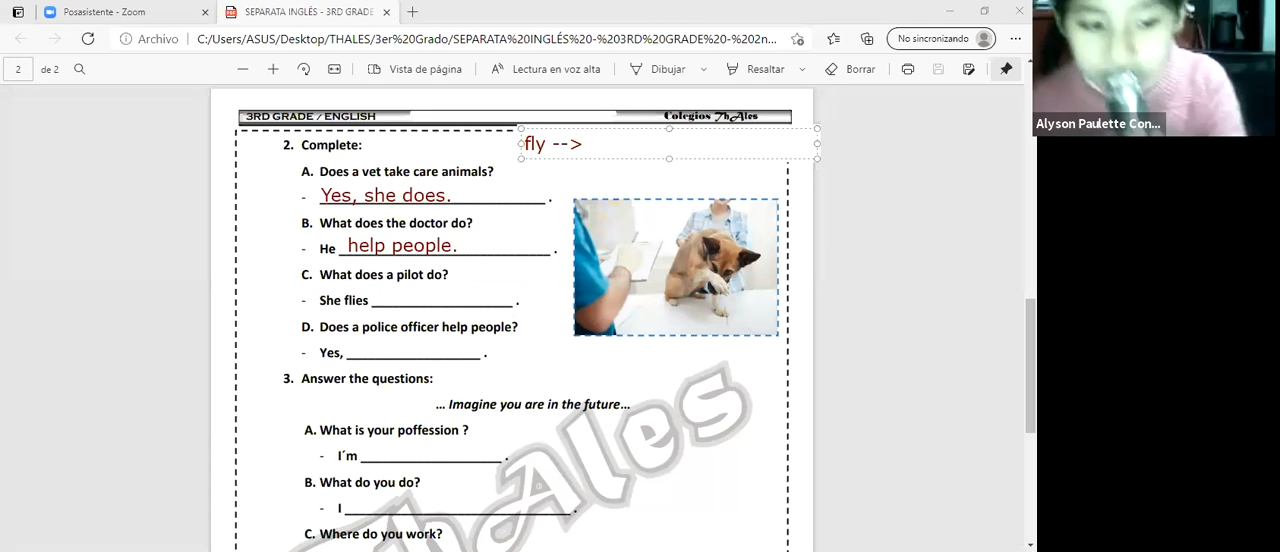 Posasistente - Zoom
SEPARATA INGLÉS - 3RD GRADE
Archivo
C:/Users/ASUS/Desktop/THALES/3er%20Grado/SEPARATA%20INGLÉS%20-%203RD%20GRADE%20-%202n...
No sincronizando
2
de 2
Vista de página
Lectura en voz alta
Dibujar
Resaltar
Borrar
3RD GRADE / ENGLISH
Colegios ThAles
fly -->
2. Complete:
A. Does a vet take care animals?
- Yes, she does. .
B. What does the doctor do?
- He help people. .
C. What does a pilot do?
- She flies ____________________ .
D. Does a police officer help people?
- Yes, ___________________ .
3. Answer the questions:
... Imagine you are in the future...
A. What is your poffession ?
- I´m ____________________ .
B. What do you do?
- I ________________________________ .
C. Where do you work?
ThAles
Alyson Paulette Con...